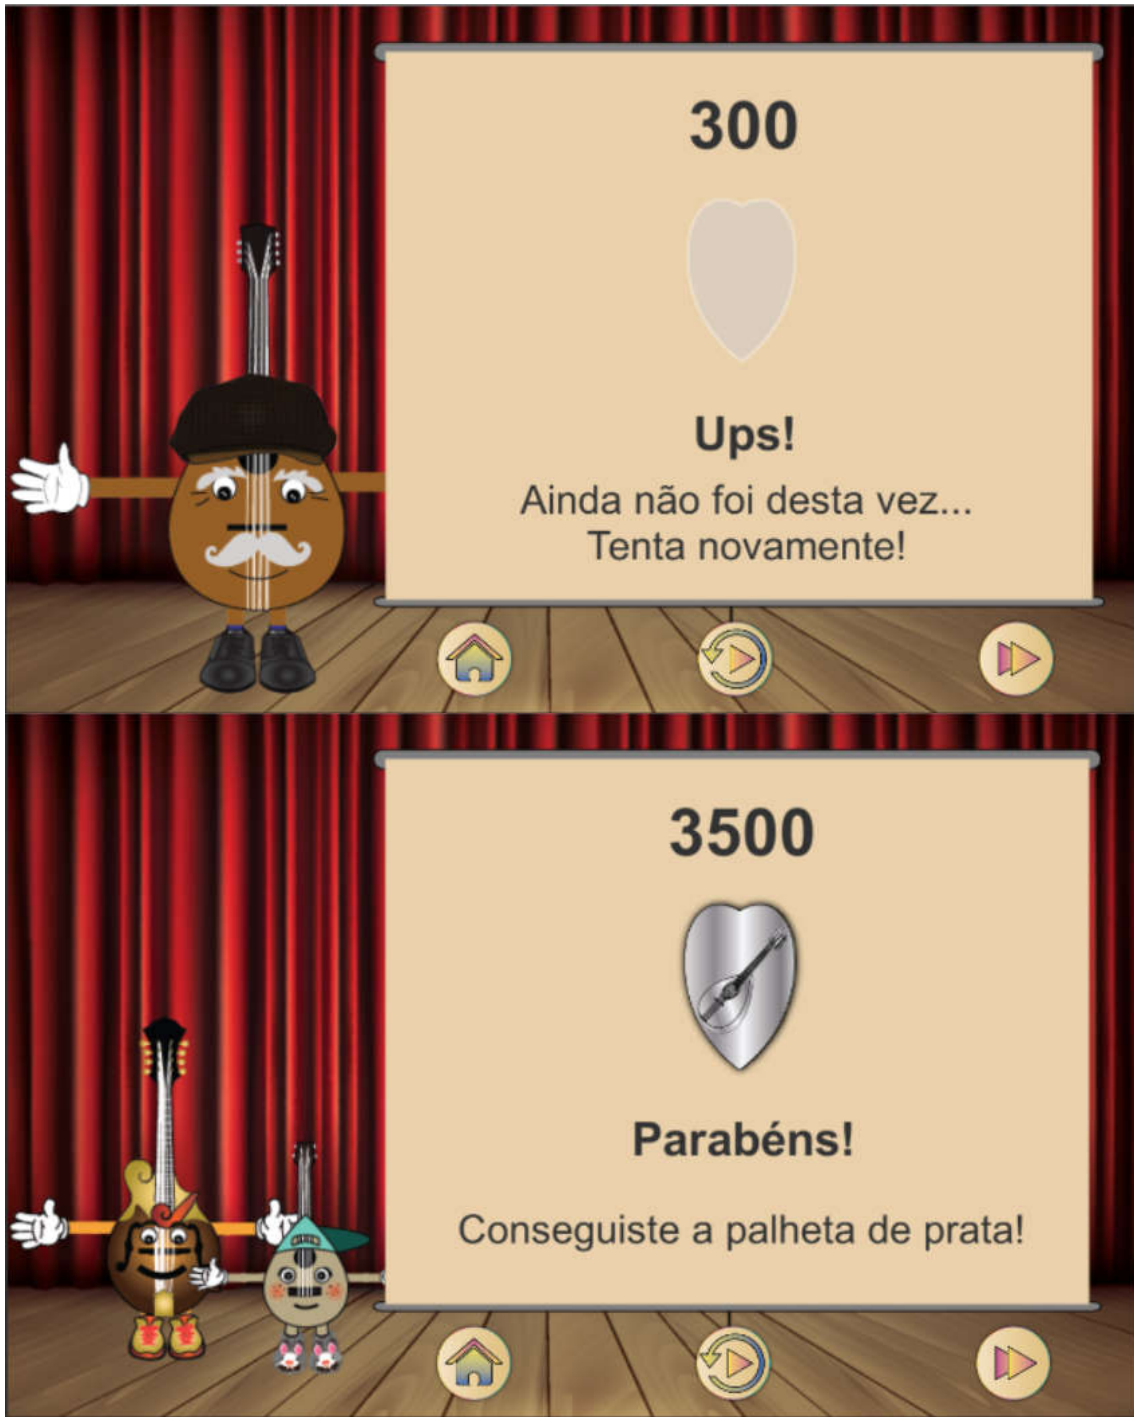 300
Ups!
Ainda não foi desta vez...
Tenta novamente!
3500
Parabéns!
Conseguiste a palheta de prata!